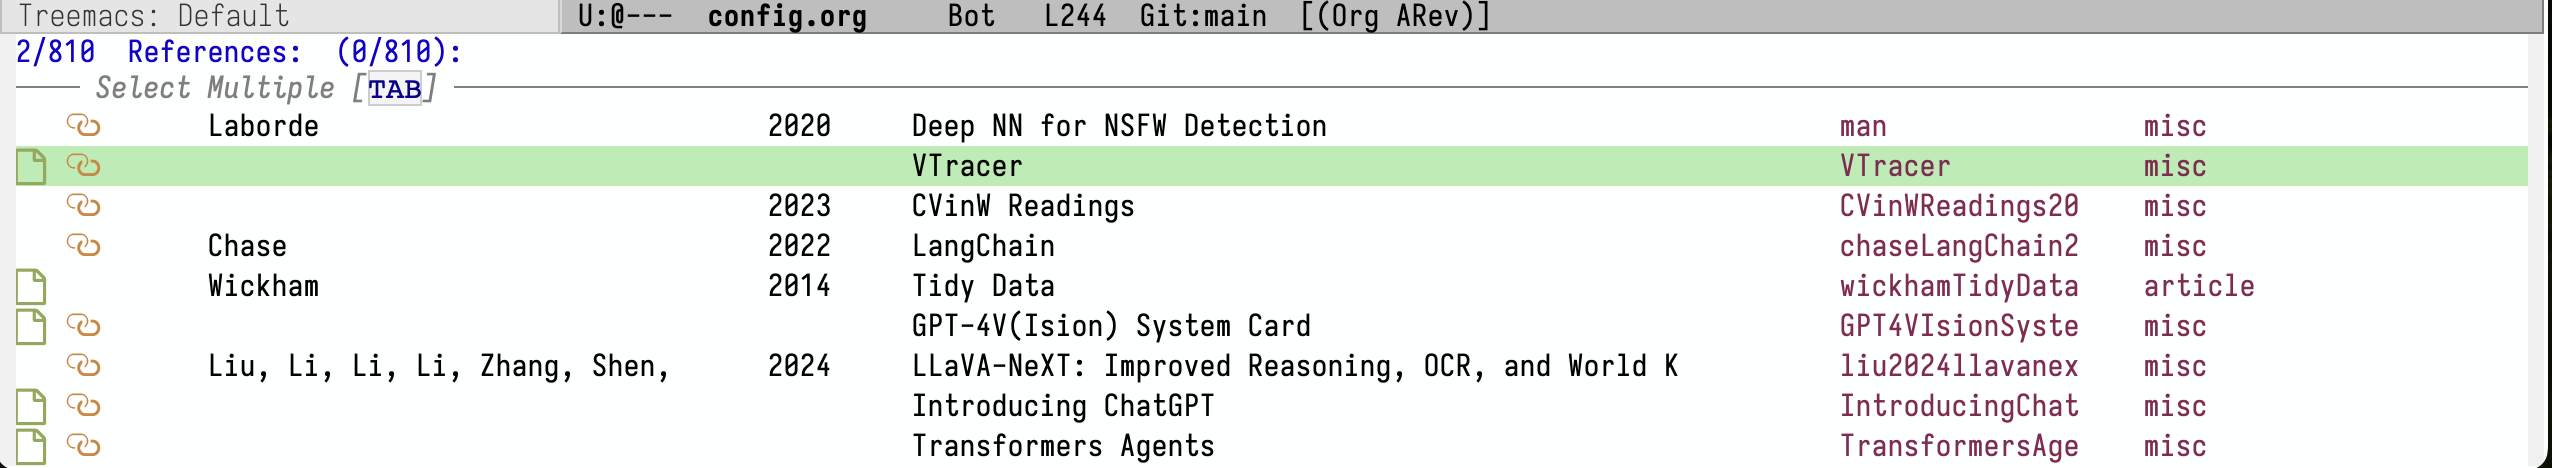 Treemacs: Default U:@--- config.org Bot L244 Git:main [(Org ARev)]
2/810 References: (0/810):
Select Multiple [TAB]
Laborde 2020 Deep NN for NSFW Detection man misc
VTracer VTracer misc
2023 CVinW Readings CVinWReadings20 misc
Chase 2022 LangChain chaseLangChain2 misc
Wickham 2014 Tidy Data wickhamTidyData article
GPT-4V(Ision) System Card GPT4VIsionSyste misc
Liu, Li, Li, Li, Zhang, Shen, 2024 LLaVA-NeXT: Improved Reasoning, OCR, and World K liu2024llavanex misc
Introducing ChatGPT IntroducingChat misc
Transformers Agents TransformersAge misc